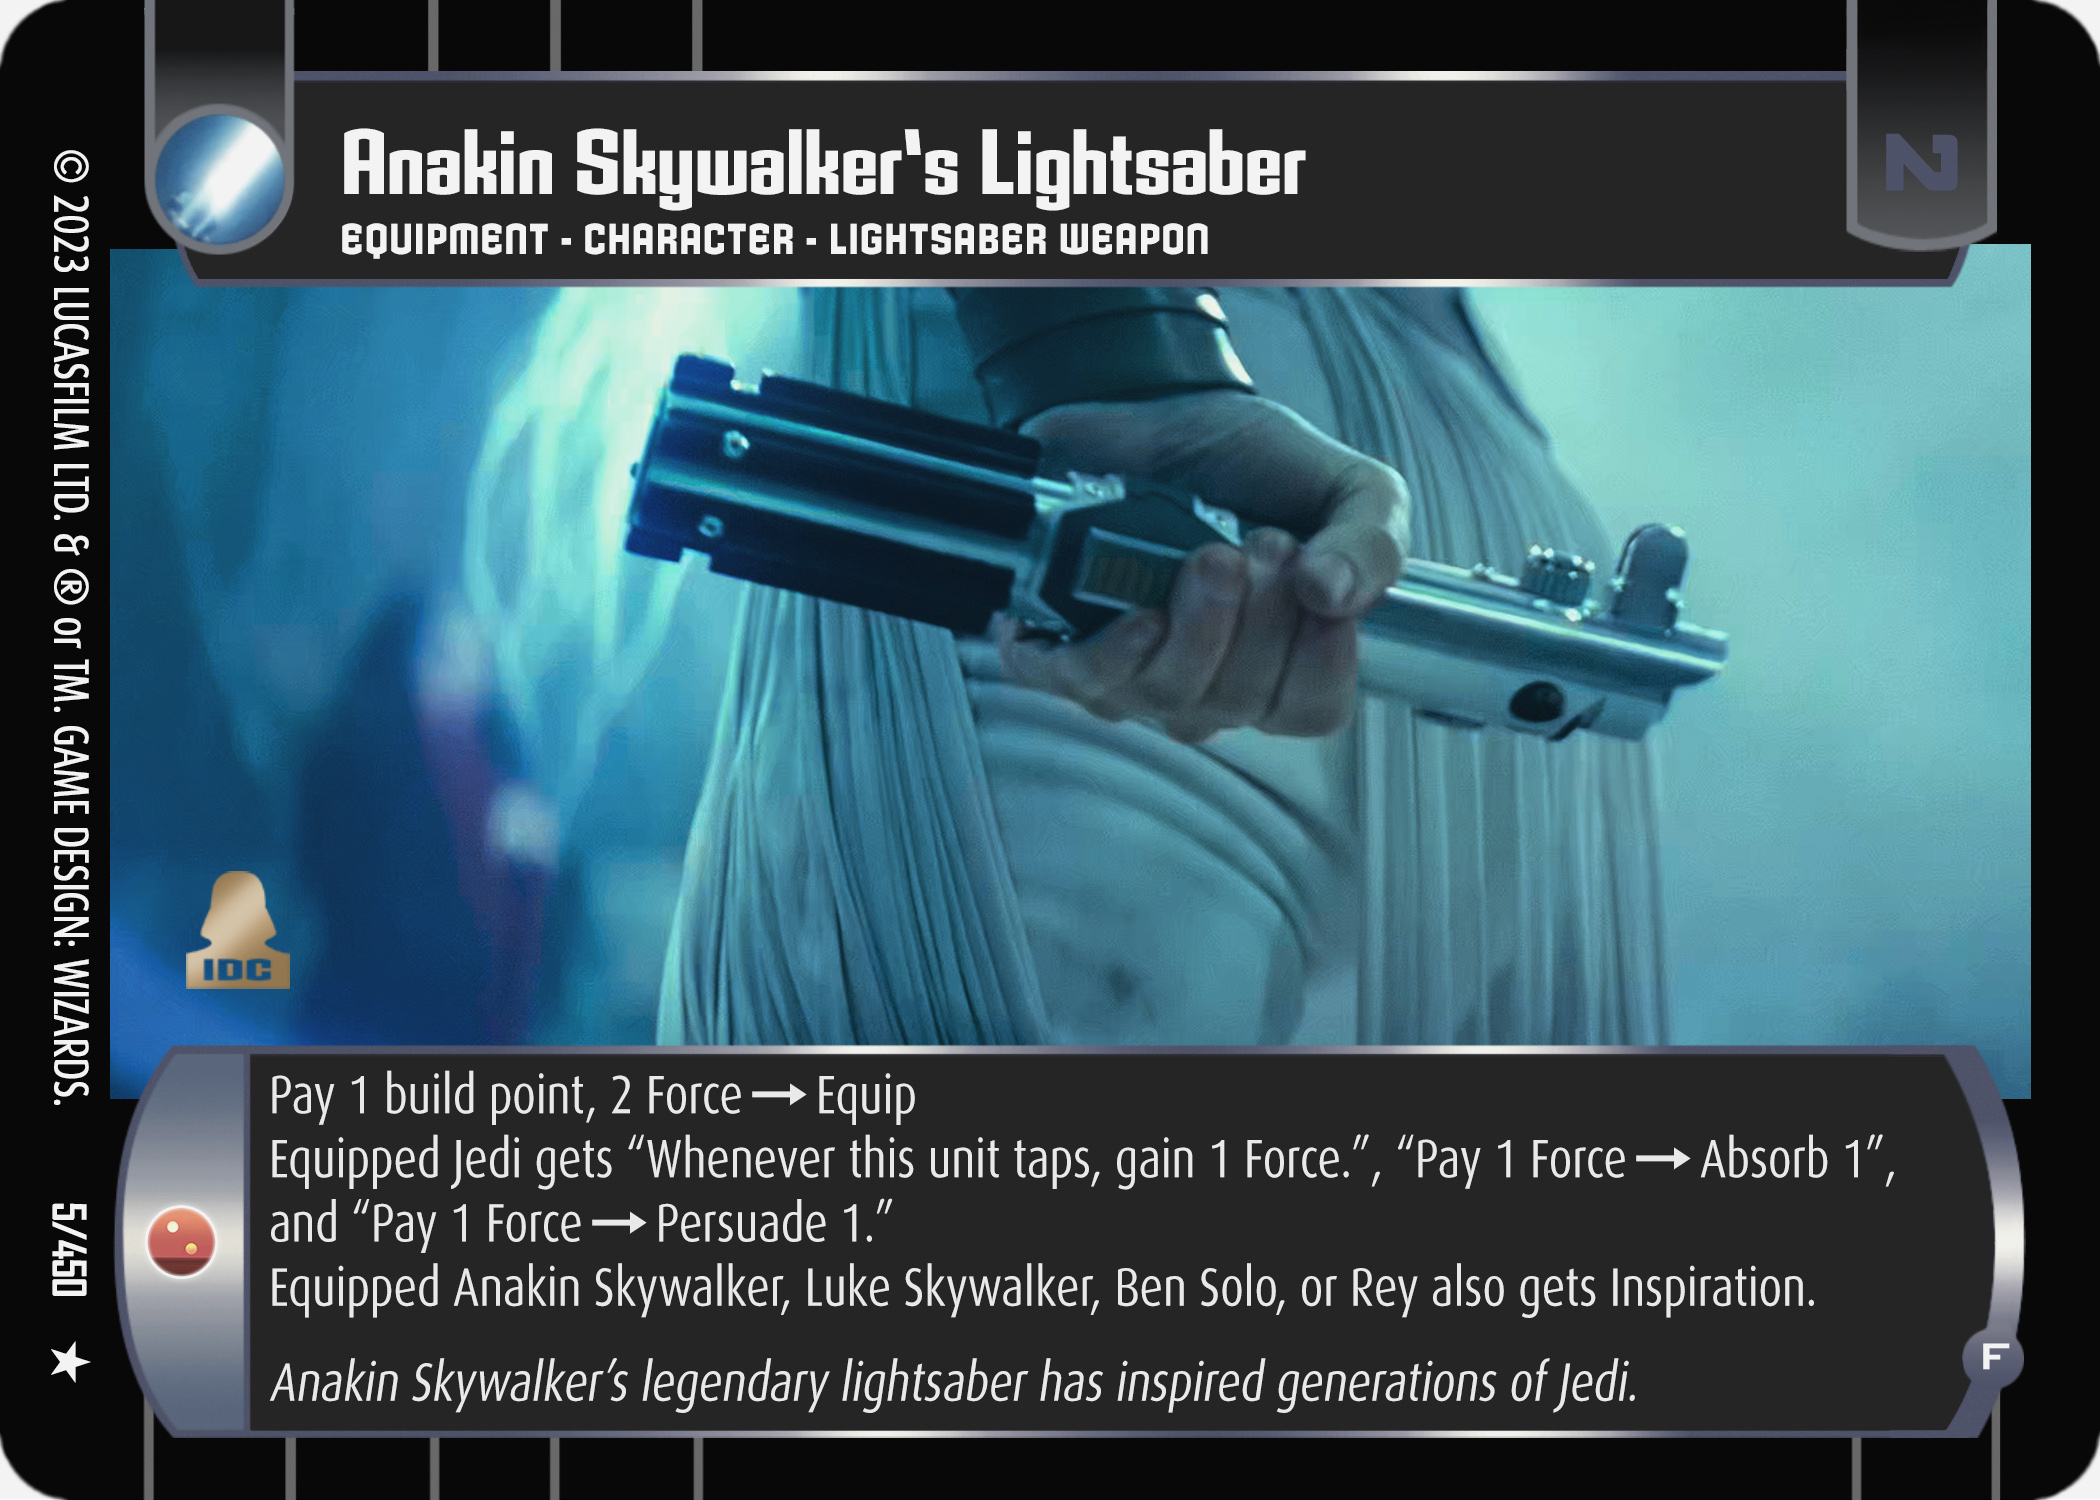 Anakin Skywalker's Lightsaber
EQUIPMENT - CHARACTER - LIGHTSABER WEAPON
2
© 2023 LUCASFILM LTD. & ® or TM. GAME DESIGN: WIZARDS.
5/450
IDC
Pay 1 build point, 2 Force → Equip
Equipped Jedi gets “Whenever this unit taps, gain 1 Force.”, “Pay 1 Force → Absorb 1”,
and “Pay 1 Force → Persuade 1.”
Equipped Anakin Skywalker, Luke Skywalker, Ben Solo, or Rey also gets Inspiration.
Anakin Skywalker’s legendary lightsaber has inspired generations of Jedi.
F